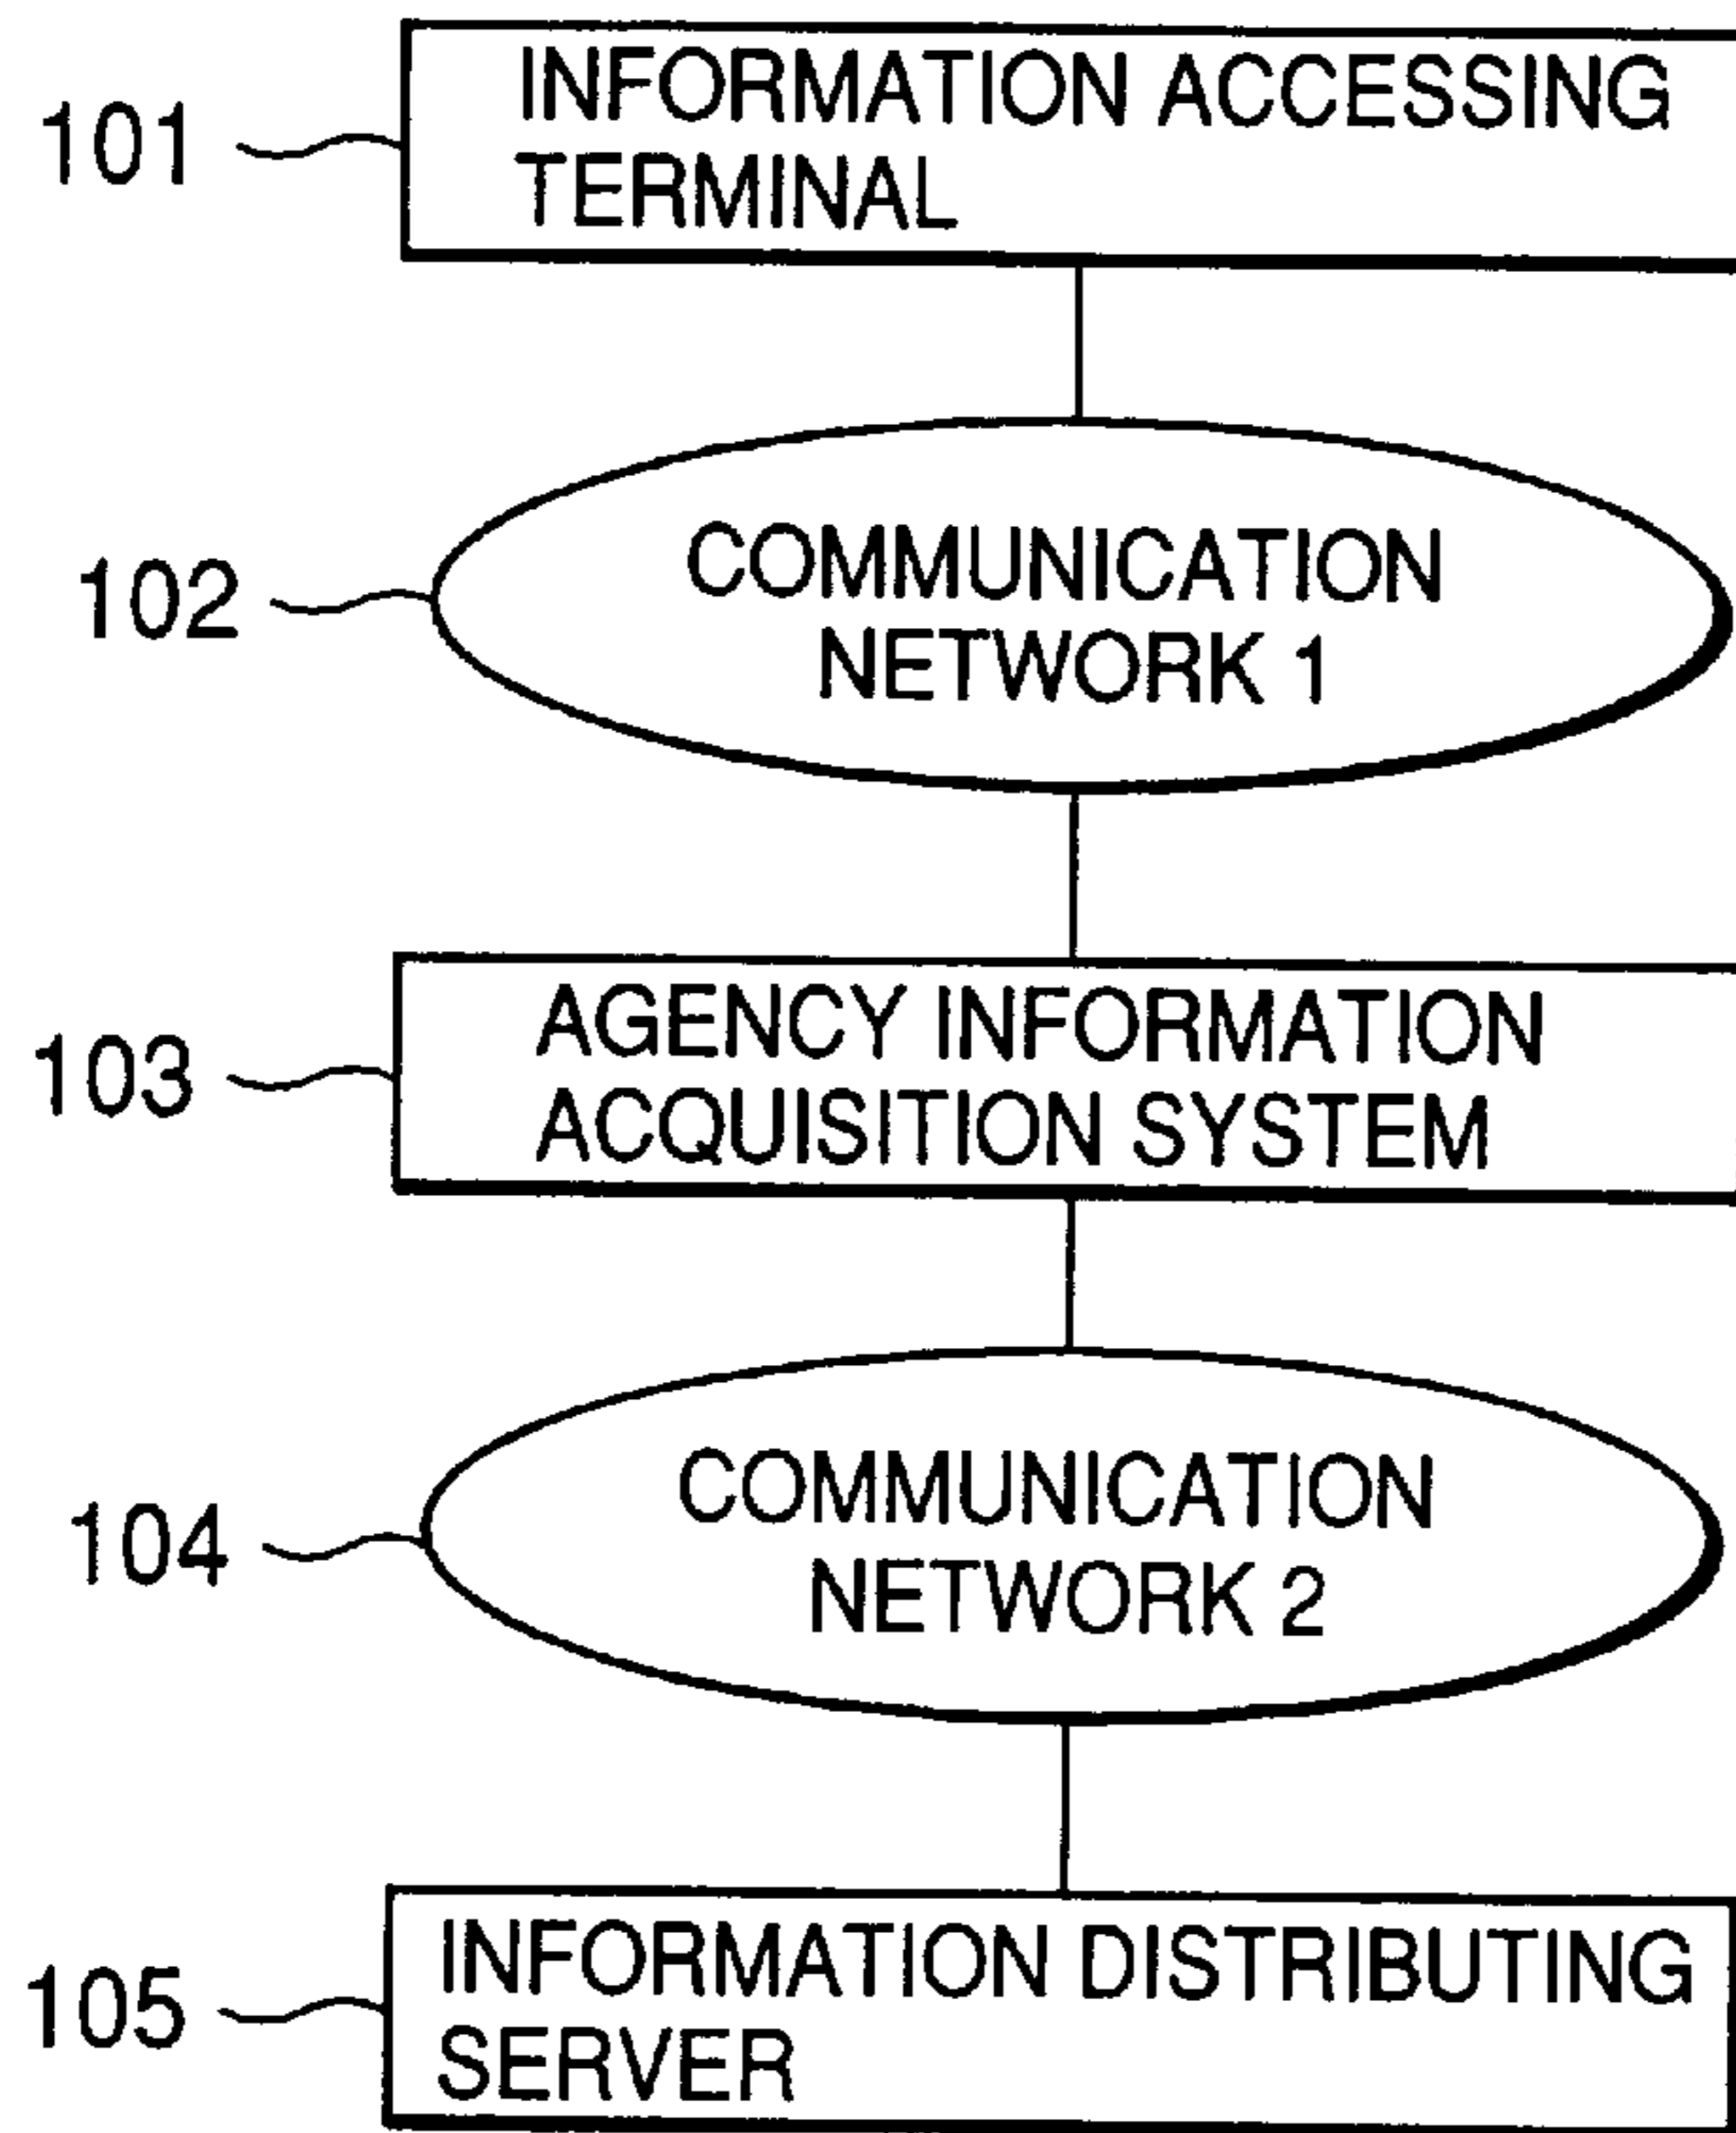 101
INFORMATION ACCESSING
TERMINAL
102
COMMUNICATION
NETWORK 1
103
AGENCY INFORMATION
ACQUISITION SYSTEM
104
COMMUNICATION
NETWORK 2
105
INFORMATION DISTRIBUTING
SERVER